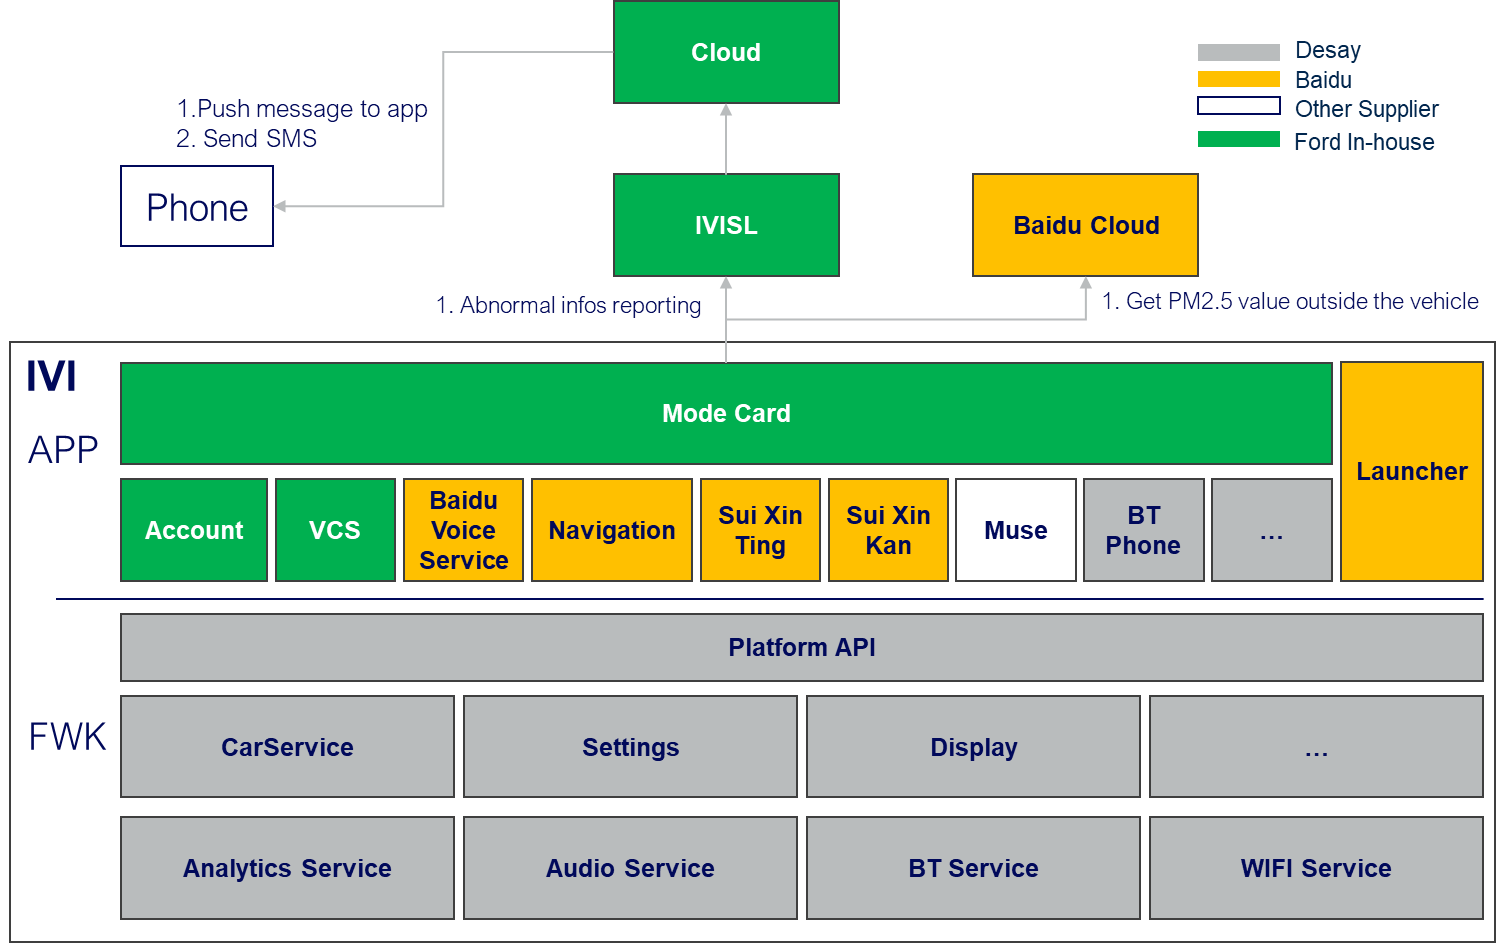 Cloud
Desay
Baidu
Other Supplier
Ford In-house
1.Push message to app
2. Send SMS
Phone
IVISL
Baidu Cloud
1. Abnormal infos reporting
1. Get PM2.5 value outside the vehicle
IVI
APP
Mode Card
Launcher
Account
VCS
Baidu
Voice
Service
Navigation
Sui Xin
Ting
Sui Xin
Kan
Muse
BT
Phone
...
Platform API
FWK
CarService
Settings
Display
...
Analytics Service
Audio Service
BT Service
WIFI Service